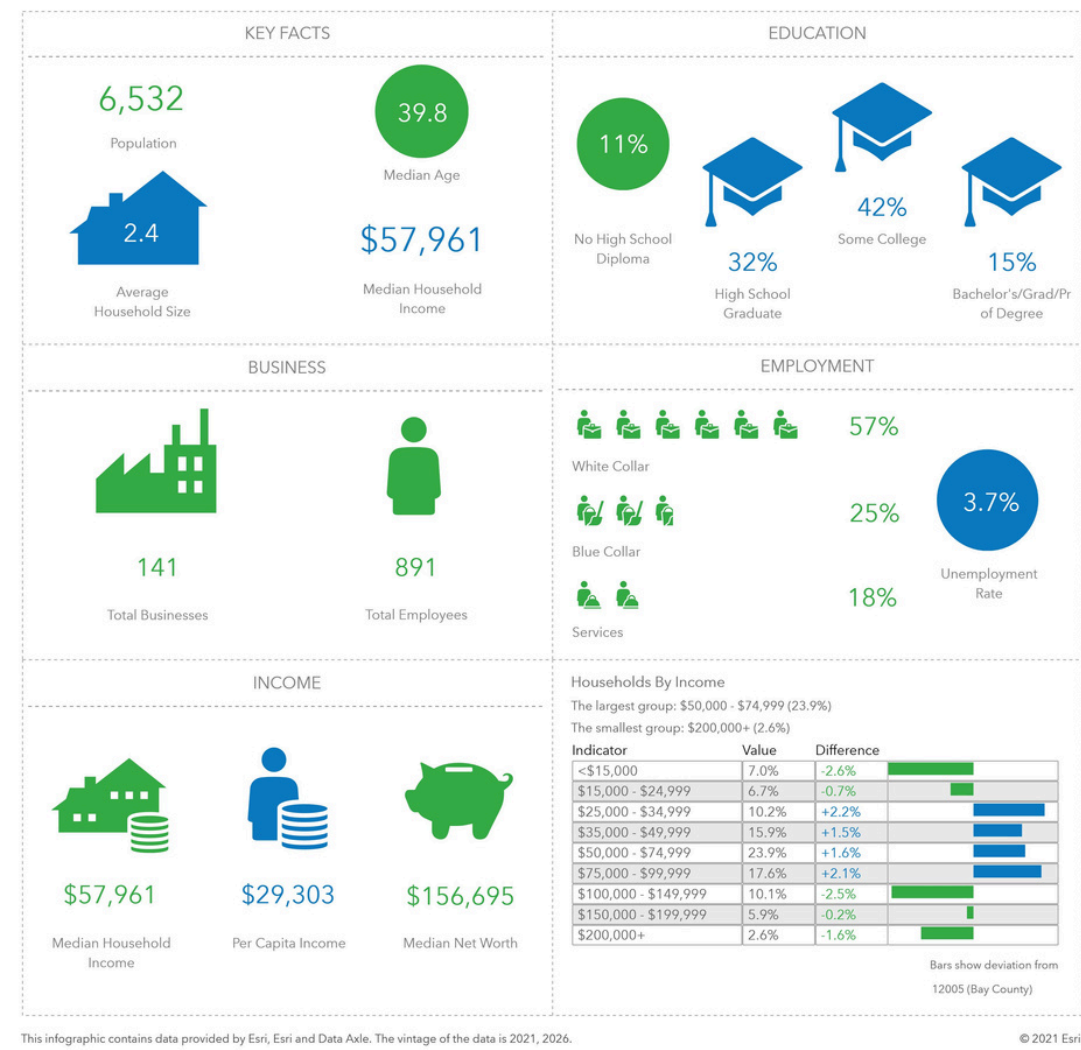 KEY FACTS
6,532
Population
39.8
Median Age
2.4
Average
Household Size
$57,961
Median Household
Income
EDUCATION
11%
No High School
Diploma
32%
High School
Graduate
42%
Some College
15%
Bachelor's/Grad/Pr
of Degree
BUSINESS
141
Total Businesses
891
Total Employees
EMPLOYMENT
57%
White Collar
25%
Blue Collar
18%
Services
3.7%
Unemployment
Rate
INCOME
$57,961
Median Household
Income
$29,303
Per Capita Income
$156,695
Median Net Worth
Households By Income
The largest group: $50,000 - $74,999 (23.9%)
The smallest group: $200,000+ (2.6%)
Indicator Value Difference
<$15,000 7.0% -2.6%
$15,000 - $24,999 6.7% -0.7%
$25,000 - $34,999 10.2% +2.2%
$35,000 - $49,999 15.9% +1.5%
$50,000 - $74,999 23.9% +1.6%
$75,000 - $99,999 17.6% +2.1%
$100,000 - $149,999 10.1% -2.5%
$150,000 - $199,999 5.9% -0.2%
$200,000+ 2.6% -1.6%
Bars show deviation from
12005 (Bay County)
This infographic contains data provided by Esri, Esri and Data Axle. The vintage of the data is 2021, 2026.
© 2021 Esri